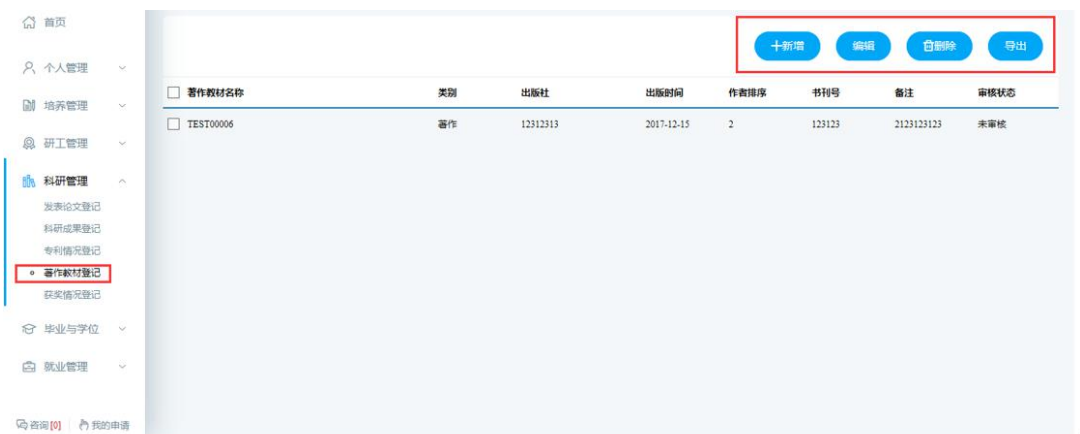 首页
个人管理
培养管理
研工管理
科研管理
发表论文登记
科研成果登记
专利情况登记
著作教材登记
获奖情况登记
毕业与学位
就业管理
咨询[0] 我的申请
+新增 编辑 删除 导出
著作教材名称 类别 出版社 出版时间 作者排序 书刊号 备注 审核状态
TEST00006 著作 12312313 2017-12-15 2 123123 2123123123 未审核